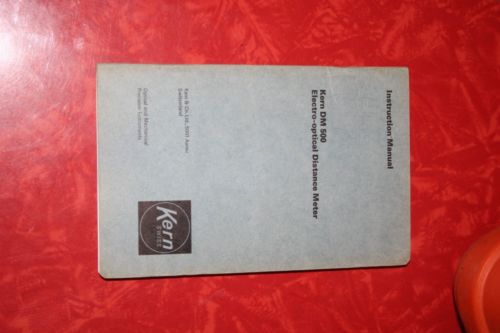 Instruction Manual
Kern DM 500
Electro-optical Distance Meter
Kern & Co. Ltd., 5001 Aarau
Switzerland
Optical and Mechanical
Precision Instruments
Kern
SWISS